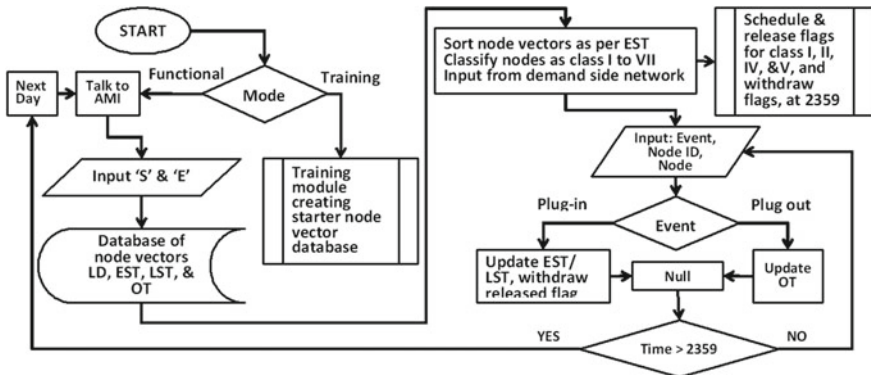 START
Mode
Functional
Training
Next
Day
Talk to
AMI
Input ‘S’ & ‘E’
Database of
node vectors
LD, EST, LST, &
OT
Training
module
creating
starter node
vector
database
Sort node vectors as per EST
Classify nodes as class I to VII
Input from demand side network
Schedule &
release flags
for class I, II,
IV, &V, and
withdraw
flags, at 2359
Input: Event,
Node ID,
Node
Event
Plug-in
Plug out
Update EST/
LST, withdraw
released flag
Null
Update
OT
Time > 2359
YES
NO